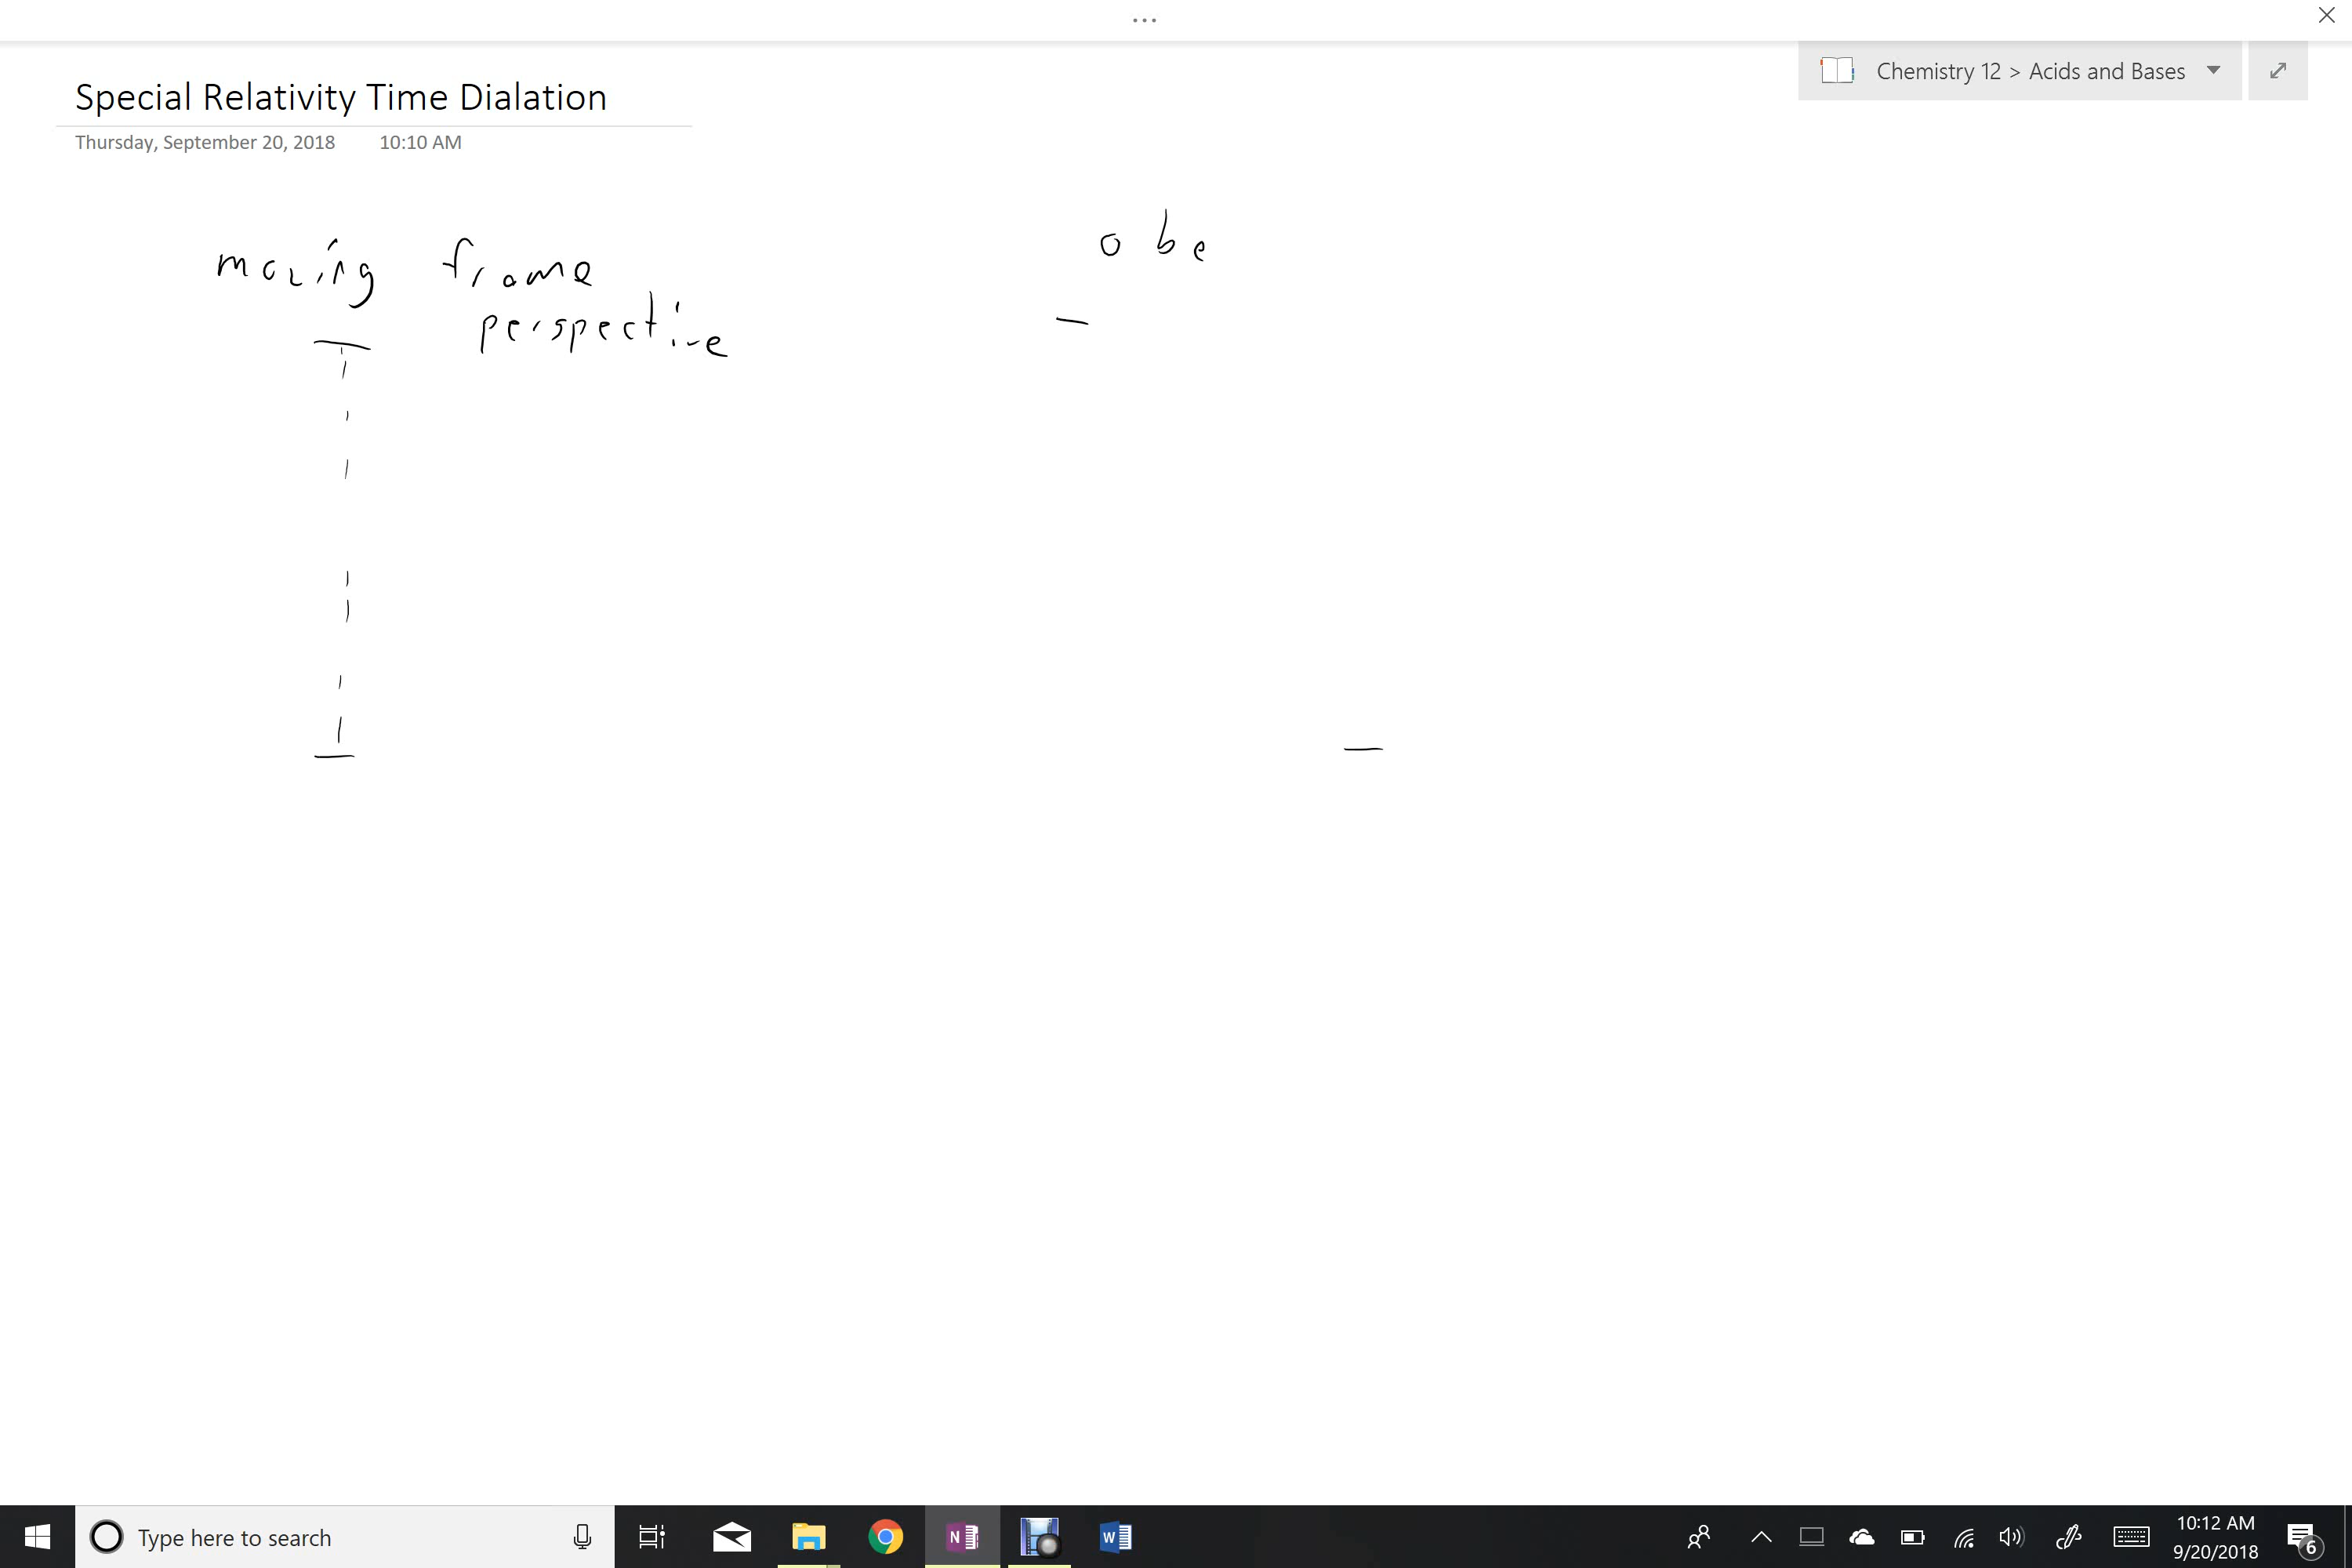 ...
Chemistry 12 > Acids and Bases
Special Relativity Time Dialation
Thursday, September 20, 2018 10:10 AM
moving frame
perspective
obe
Type here to search
N
W
10:12 AM
9/20/2018
6